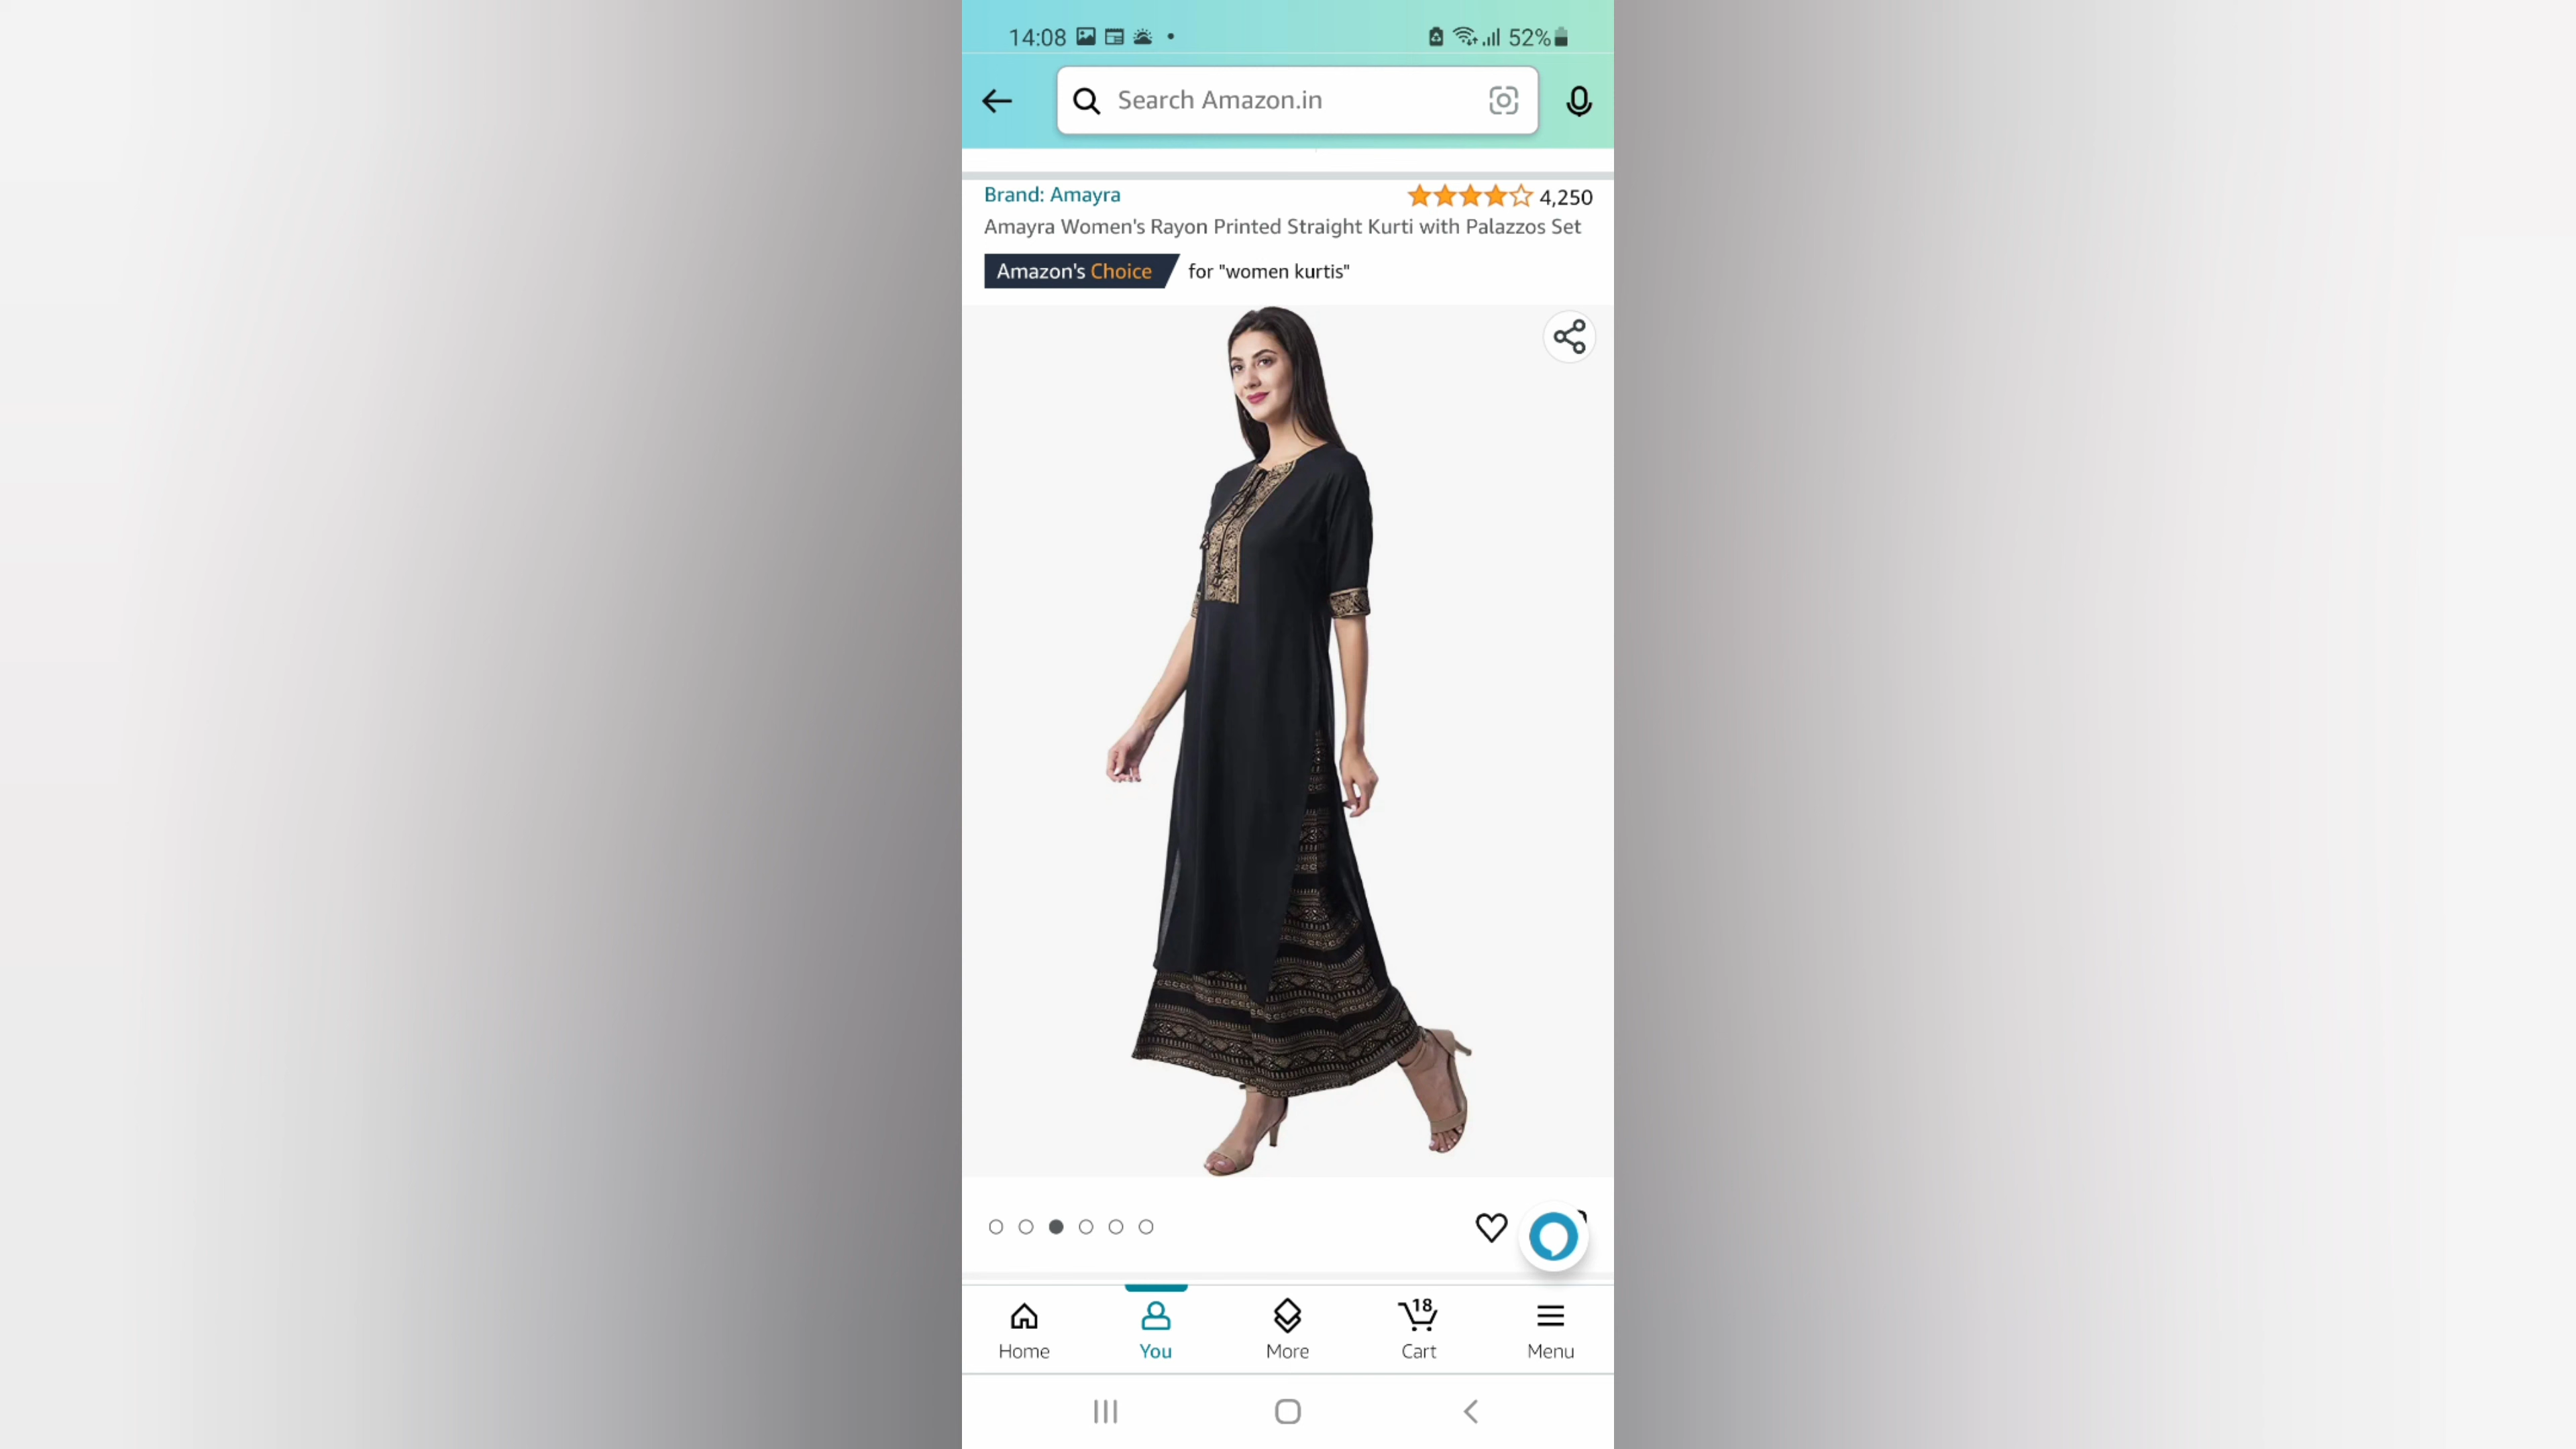 14:08 52%
Search Amazon.in
Brand: Amayra 4,250
Amayra Women's Rayon Printed Straight Kurti with Palazzos Set
Amazon's Choice for "women kurtis"
18
Home You More Cart Menu